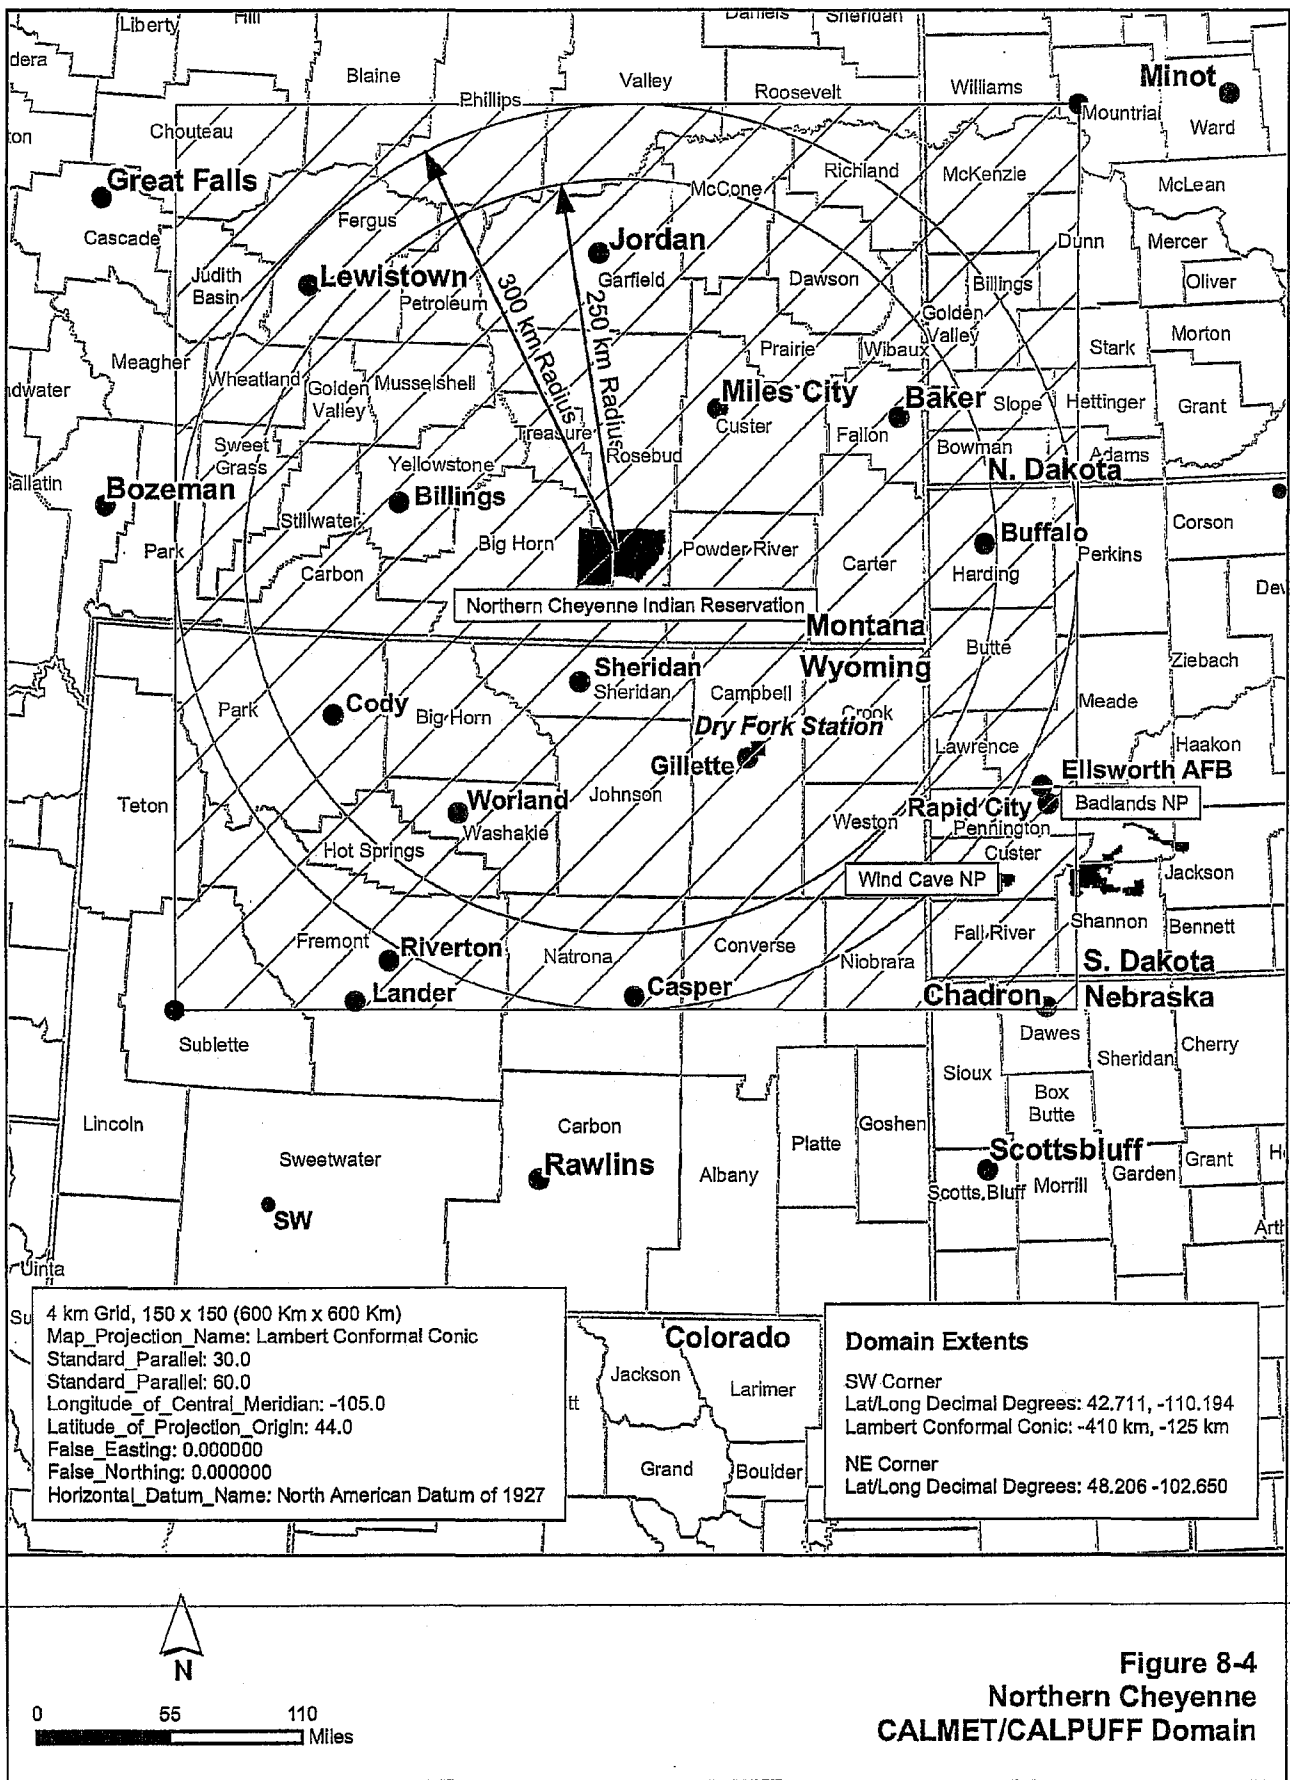 Liberty
Hill
Daniels
Sheridan
dera
Blaine
Valley
Roosevelt
Williams
Minot
Phillips
Mountrial
Ward
Chouteau
ton
Great Falls
Richland
McKenzie
McLean
McCone
Fergus
Cascade
Jordan
Dunn
Mercer
Judith
Basin
Lewistown
Petroleum
Garfield
Dawson
Billings
Oliver
300 km Radius
250 km Radius
Golden
Valley
Morton
Meagher
Prairie
Wibaux
Stark
ndwater
Wheatland
Golden
Valley
Musselshell
Miles City
Custer
Baker
Slope
Hettinger
Grant
Sweet
Grass
Treasure
Rosebud
Fallon
Bowman
Adams
Yellowstone
N. Dakota
allatin
Bozeman
Billings
Stillwater
Corson
Park
Big Horn
Powder River
Carter
Buffalo
Harding
Perkins
Carbon
Dev
Northern Cheyenne Indian Reservation
Montana
Wyoming
Butte
Ziebach
Sheridan
Sheridan
Campbell
Crook
Meade
Park
Cody
Big Horn
Dry Fork Station
Lawrence
Haakon
Gillette
Ellsworth AFB
Teton
Worland
Washakie
Johnson
Weston
Rapid City
Badlands NP
Pennington
Hot Springs
Custer
Wind Cave NP
Jackson
Shannon
Bennett
Fremont
Riverton
Natrona
Converse
Niobrara
Fall River
S. Dakota
Lander
Casper
Chadron
Nebraska
Sublette
Dawes
Sheridan
Cherry
Sioux
Box
Butte
Lincoln
Carbon
Platte
Goshen
Sweetwater
Rawlins
Albany
Scottsbluff
Scotts Bluff
Morrill
Garden
Grant
SW
Arth
Uinta
Su
4 km Grid, 150 x 150 (600 Km x 600 Km)
Map_Projection_Name: Lambert Conformal Conic
Standard_Parallel: 30.0
Standard_Parallel: 60.0
Longitude_of_Central_Meridian: -105.0
Latitude_of_Projection_Origin: 44.0
False_Easting: 0.000000
False_Northing: 0.000000
Horizontal_Datum_Name: North American Datum of 1927
tt
Colorado
Jackson
Larimer
Grand
Boulder
Domain Extents
SW Corner
Lat/Long Decimal Degrees: 42.711, -110.194
Lambert Conformal Conic: -410 km, -125 km
NE Corner
Lat/Long Decimal Degrees: 48.206 -102.650
N
0 55 110
Miles
Figure 8-4
Northern Cheyenne
CALMET/CALPUFF Domain